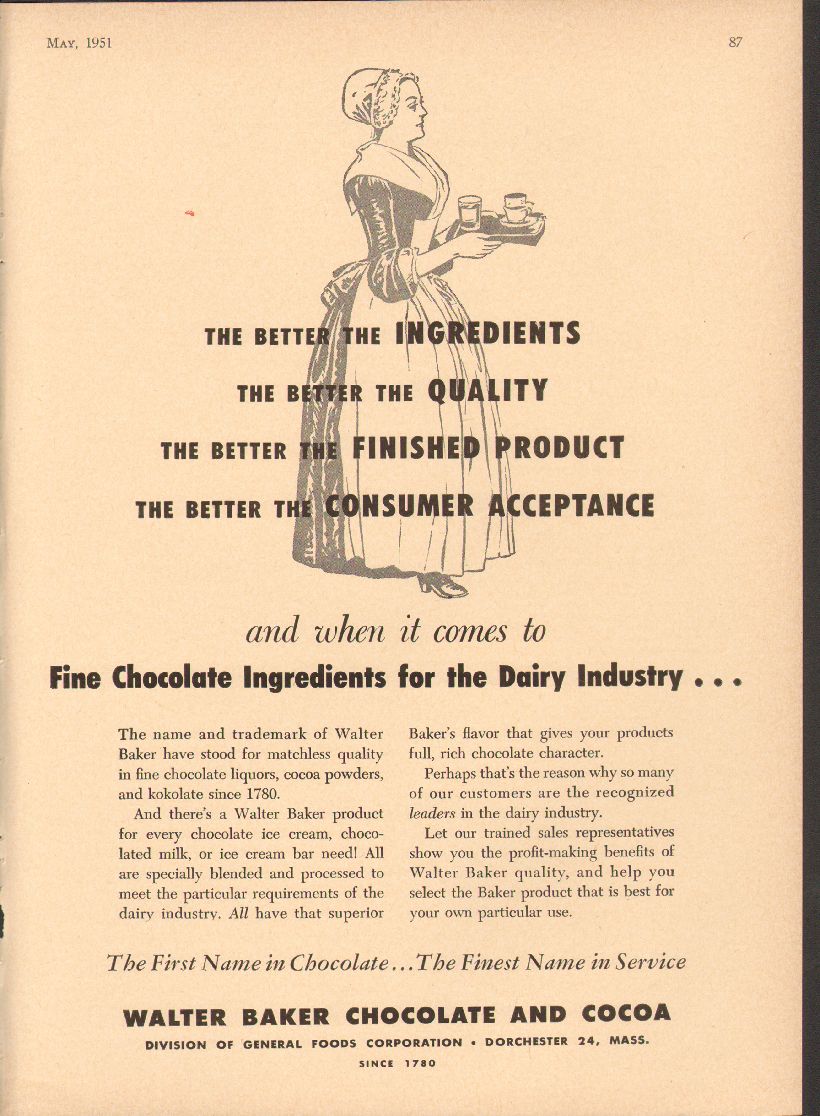 MAY, 1951
87
THE BETTER THE INGREDIENTS
THE BETTER THE QUALITY
THE BETTER THE FINISHED PRODUCT
THE BETTER THE CONSUMER ACCEPTANCE
and when it comes to
Fine Chocolate Ingredients for the Dairy Industry . . .
The name and trademark of Walter
Baker have stood for matchless quality
in fine chocolate liquors, cocoa powders,
and kokolate since 1780.
And there's a Walter Baker product
for every chocolate ice cream, choco-
lated milk, or ice cream bar need! All
are specially blended and processed to
meet the particular requirements of the
dairy industry. All have that superior
Baker's flavor that gives your products
full, rich chocolate character.
Perhaps that's the reason why so many
of our customers are the recognized
leaders in the dairy industry.
Let our trained sales representatives
show you the profit-making benefits of
Walter Baker quality, and help you
select the Baker product that is best for
your own particular use.
The First Name in Chocolate...The Finest Name in Service
WALTER BAKER CHOCOLATE AND COCOA
DIVISION OF GENERAL FOODS CORPORATION • DORCHESTER 24, MASS.
SINCE 1780